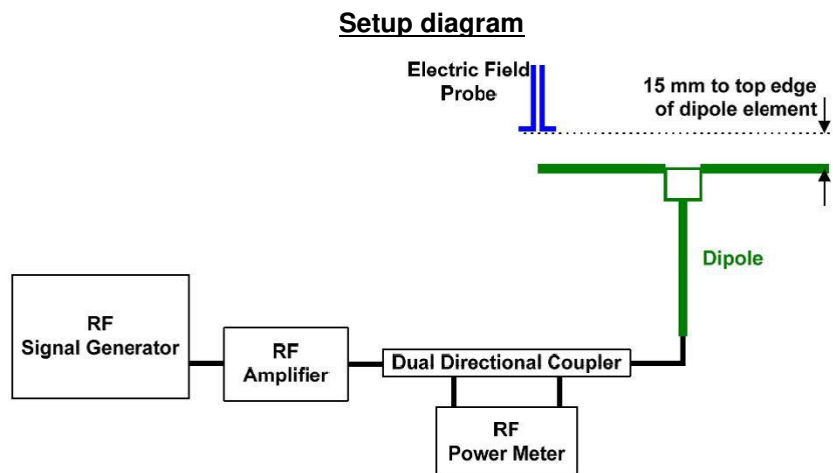 Setup diagram
Electric Field
Probe
15 mm to top edge
of dipole element
Dipole
RF
Signal Generator
RF
Amplifier
Dual Directional Coupler
RF
Power Meter